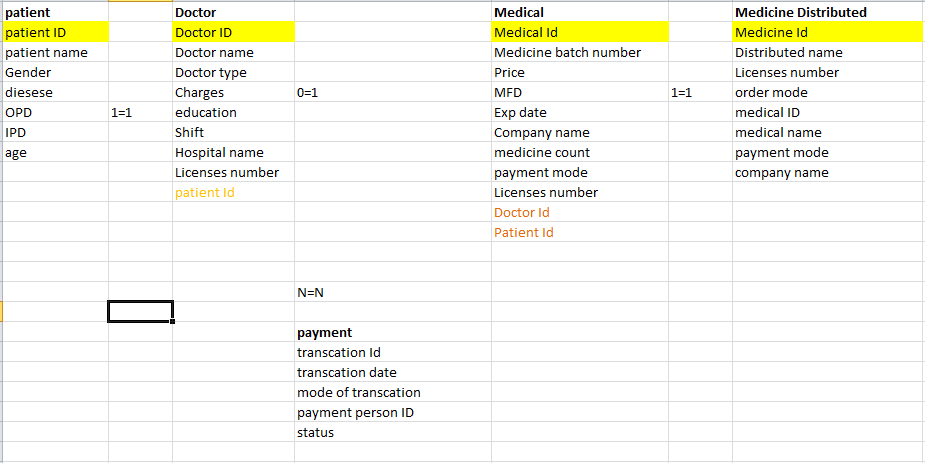 patient Doctor Medical Medicine Distributed
patient ID Doctor ID Medical Id Medicine Id
patient name Doctor name Medicine batch number Distributed name
Gender Doctor type Price Licenses number
diesese Charges 0=1 MFD 1=1 order mode
OPD 1=1 education Exp date medical ID
IPD Shift Company name medical name
age Hospital name medicine count payment mode
Licenses number payment mode company name
patient Id Licenses number
Doctor Id
Patient Id
N=N
payment
transcation Id
transcation date
mode of transcation
payment person ID
status